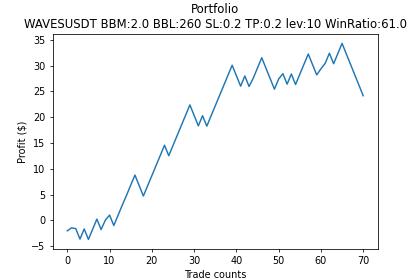 Portfolio
WAVESUSDT BBM:2.0 BBL:260 SL:0.2 TP:0.2 lev:10 WinRatio:61.0
35
30
25
20
15
10
5
0
−5
Profit ($)
0 10 20 30 40 50 60 70
Trade counts